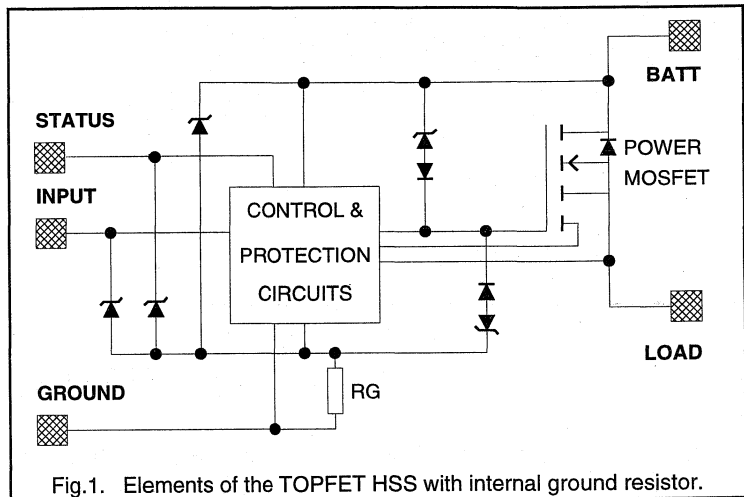 BATT
STATUS
POWER
MOSFET
INPUT
CONTROL &
PROTECTION
CIRCUITS
LOAD
GROUND
RG
Fig.1. Elements of the TOPFET HSS with internal ground resistor.